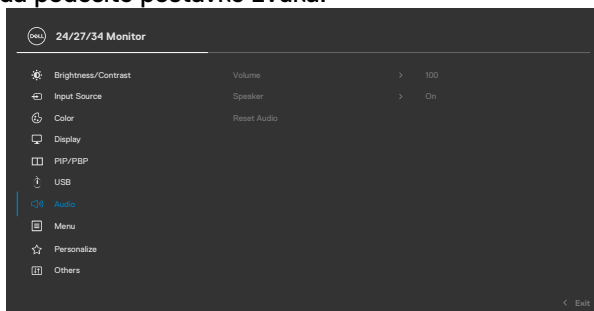 da podesite postavke zvuka.
DELL 24/27/34 Monitor
Brightness/Contrast Volume > 100
Input Source Speaker > On
Color Reset Audio
Display
PIP/PBP
USB
Audio
Menu
Personalize
Others
< Exit